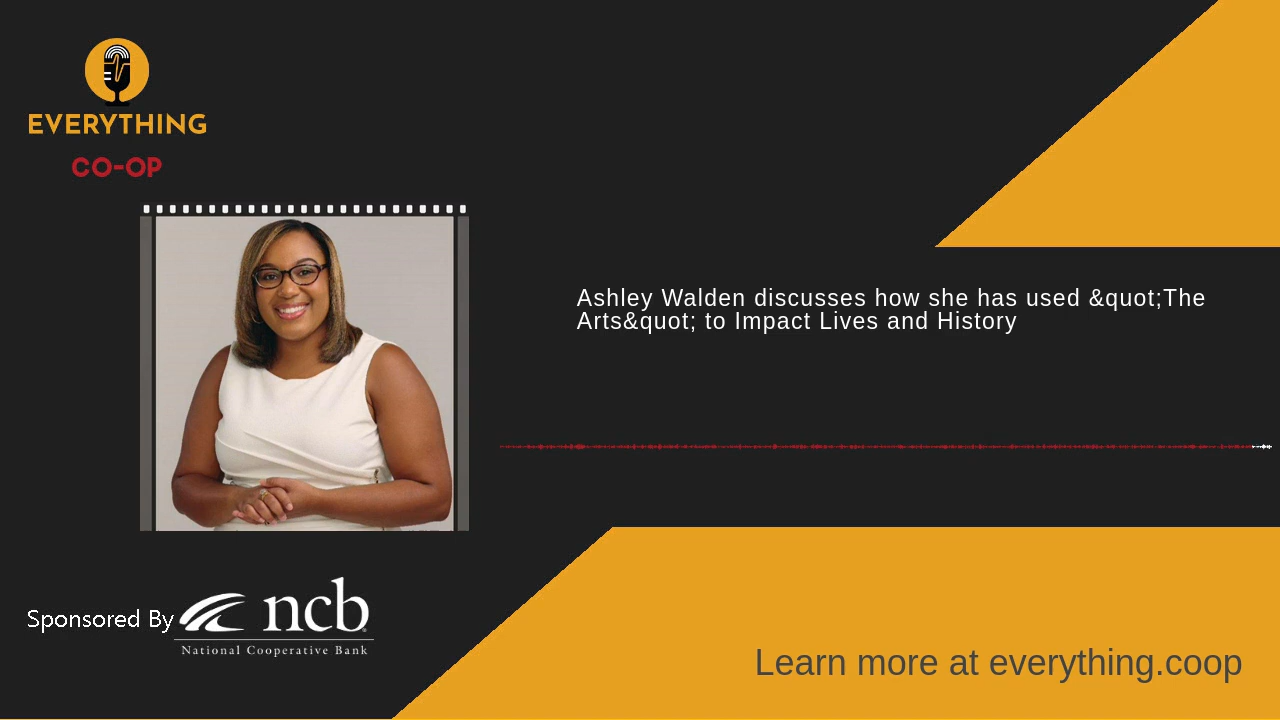 EVERYTHING
CO-OP
Ashley Walden discusses how she has used &quot;The
Arts&quot; to Impact Lives and History
Sponsored By ncb
National Cooperative Bank
Learn more at everything.coop